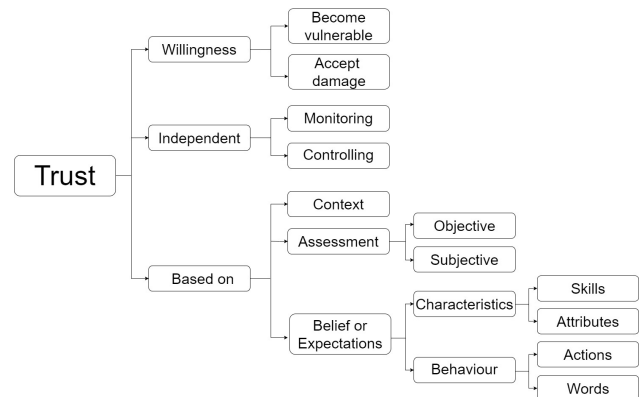 Become
vulnerable
Willingness
Accept
damage
Monitoring
Independent
Controlling
Trust
Context
Objective
Assessment
Subjective
Based on
Skills
Characteristics
Attributes
Belief or
Expectations
Actions
Behaviour
Words